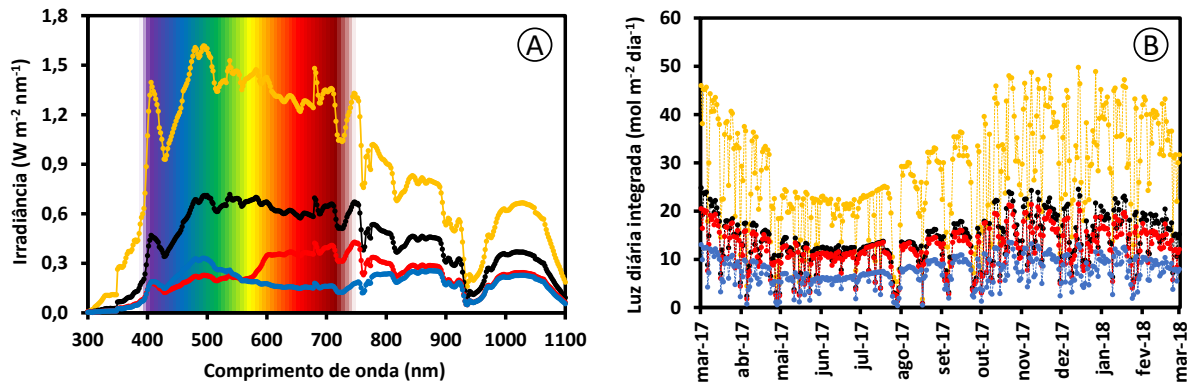 A
Irradiância (W m⁻² nm⁻¹)
1,8
1,5
1,2
0,9
0,6
0,3
0,0
300 400 500 600 700 800 900 1000 1100
Comprimento de onda (nm)
B
Luz diária integrada (mol m⁻² dia⁻¹)
60
50
40
30
20
10
0
mar-17 abr-17 mai-17 jun-17 jul-17 ago-17 set-17 out-17 nov-17 dez-17 jan-18 fev-18 mar-18